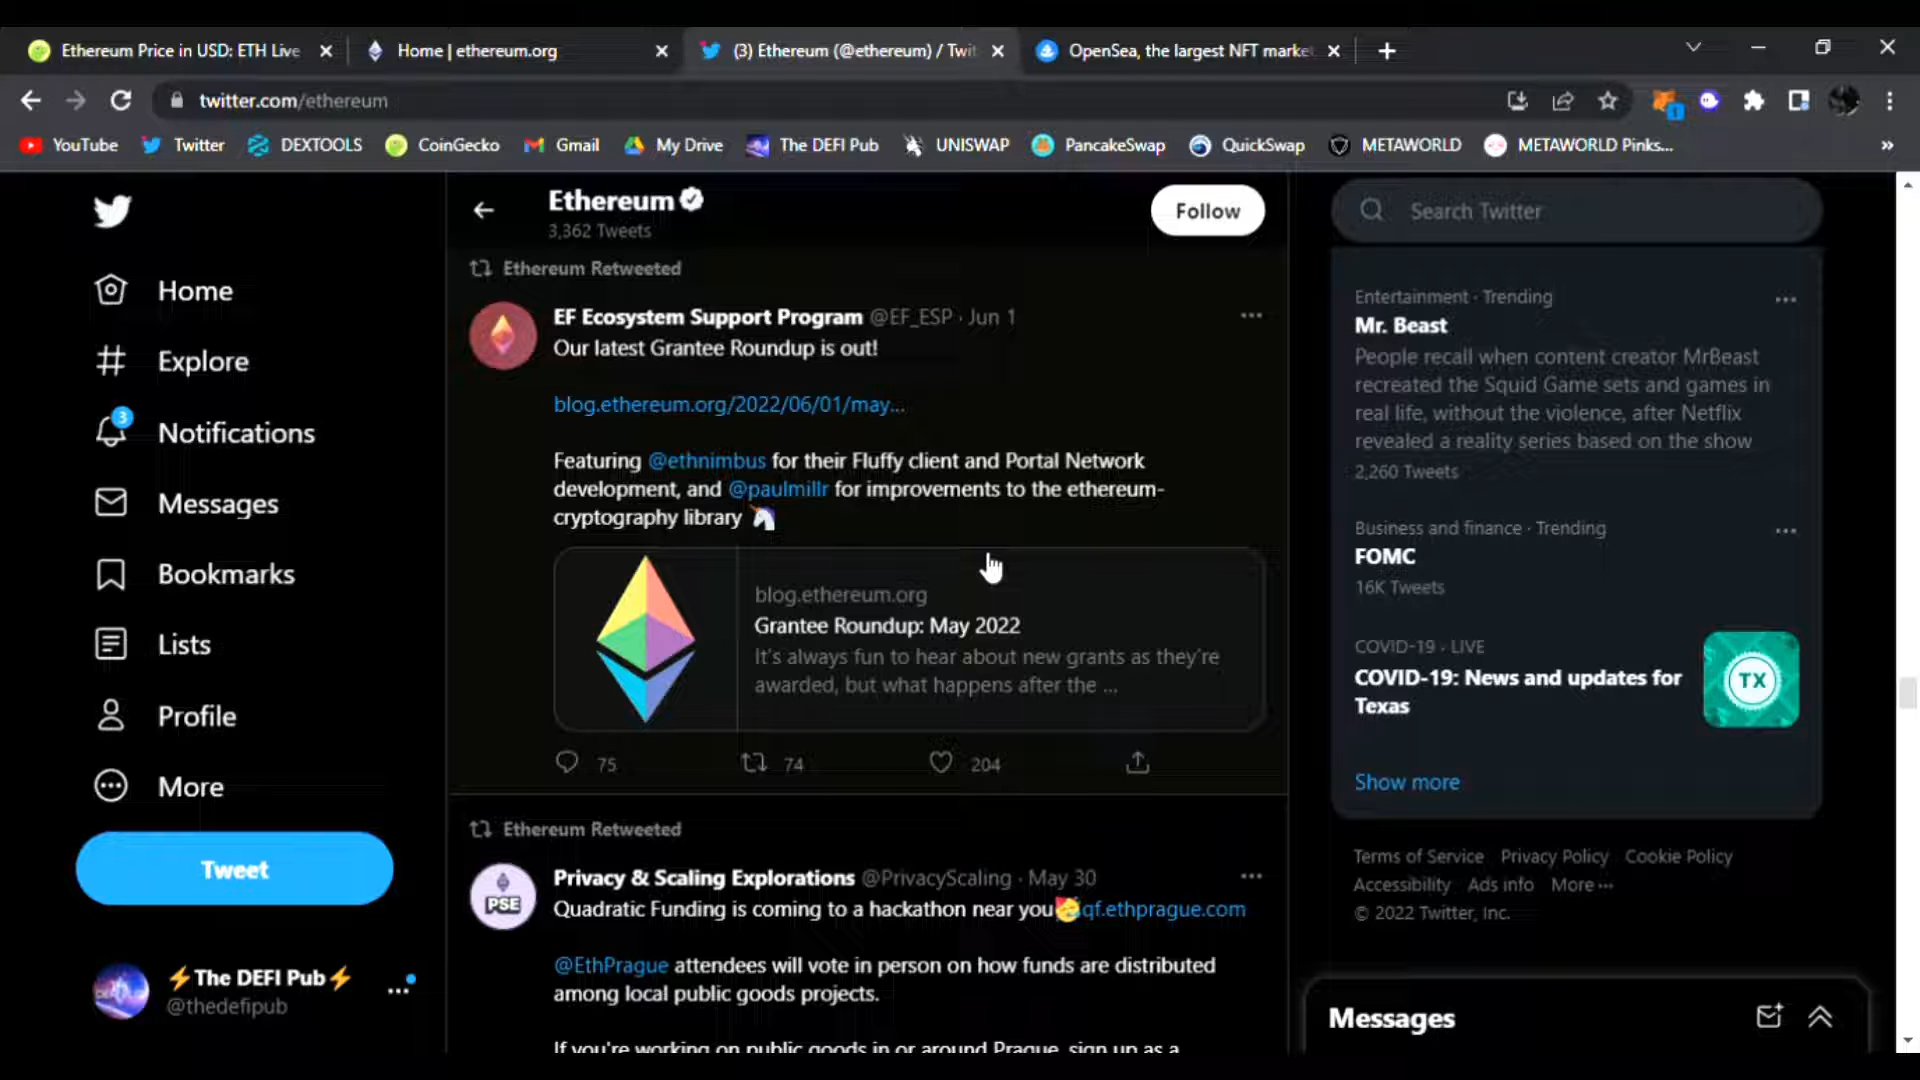 Ethereum Price in USD: ETH Live
Home | ethereum.org
(3) Ethereum (@ethereum) / Twit
OpenSea, the largest NFT marke
twitter.com/ethereum
1
YouTube
Twitter
DEXTOOLS
CoinGecko
Gmail
My Drive
The DEFI Pub
UNISWAP
PancakeSwap
QuickSwap
METAWORLD
METAWORLD Pinks...
»
Home
Explore
3
Notifications
Messages
Bookmarks
Lists
Profile
More
Tweet
⚡The DEFI Pub⚡
@thedefipub
Ethereum
3,362 Tweets
Follow
Ethereum Retweeted
EF Ecosystem Support Program @EF_ESP · Jun 1
Our latest Grantee Roundup is out!
blog.ethereum.org/2022/06/01/may...
Featuring @ethnimbus for their Fluffy client and Portal Network
development, and @paulmillr for improvements to the ethereum-
cryptography library 🦄
blog.ethereum.org
Grantee Roundup: May 2022
It's always fun to hear about new grants as they're
awarded, but what happens after the ...
75
74
204
Ethereum Retweeted
PSE
Privacy & Scaling Explorations @PrivacyScaling · May 30
Quadratic Funding is coming to a hackathon near you🥳qf.ethprague.com
@EthPrague attendees will vote in person on how funds are distributed
among local public goods projects.
If you're working on public goods in or around Prague, sign up as a
Search Twitter
Entertainment · Trending
Mr. Beast
People recall when content creator MrBeast
recreated the Squid Game sets and games in
real life, without the violence, after Netflix
revealed a reality series based on the show
2,260 Tweets
Business and finance · Trending
FOMC
16K Tweets
COVID-19 · LIVE
COVID-19: News and updates for
Texas
TX
Show more
Terms of Service Privacy Policy Cookie Policy
Accessibility Ads info More ···
© 2022 Twitter, Inc.
Messages